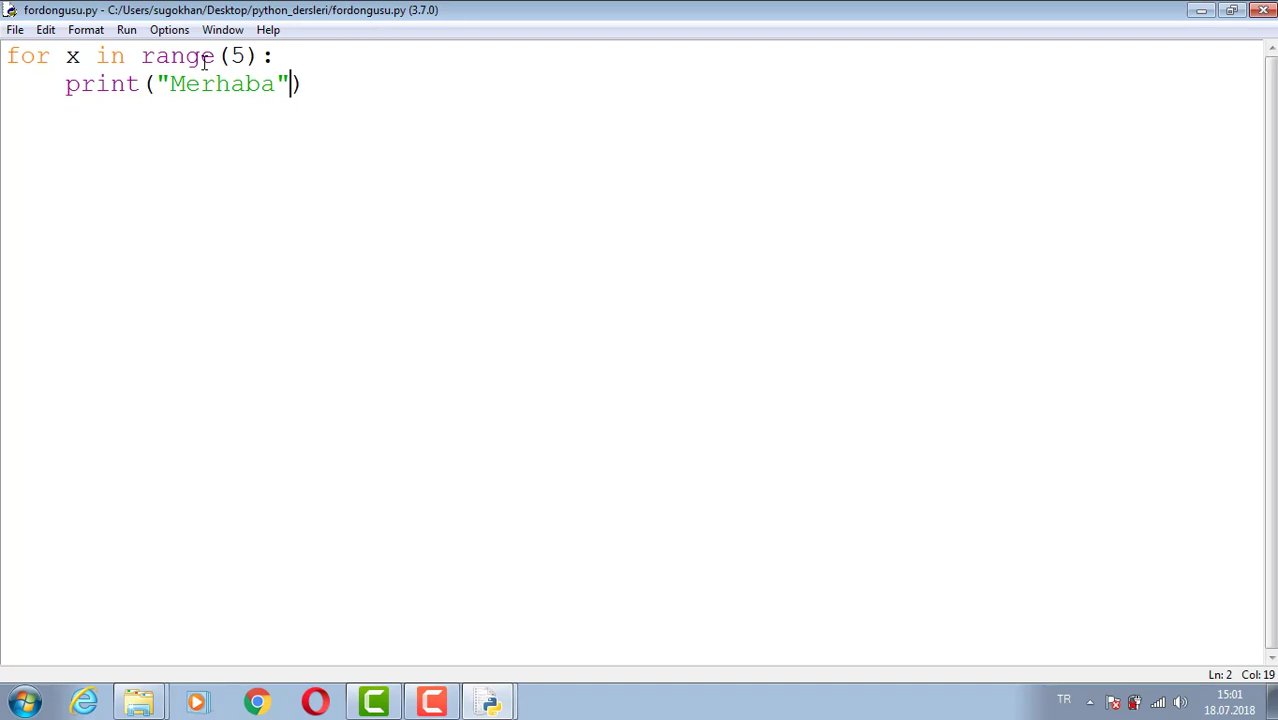 fordongusu.py - C:/Users/sugokhan/Desktop/python_dersleri/fordongusu.py (3.7.0)
File Edit Format Run Options Window Help
for x in range(5):
    print("Merhaba")
Ln: 2 Col: 19
TR
15:01
18.07.2018